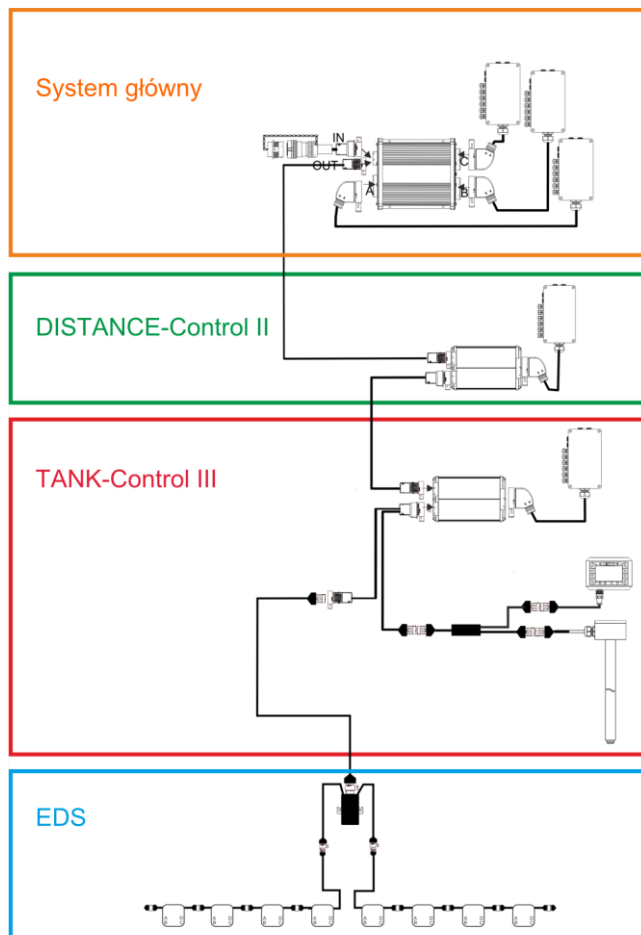 System główny
IN
OUT
C
A
B
DISTANCE-Control II
TANK-Control III
EDS